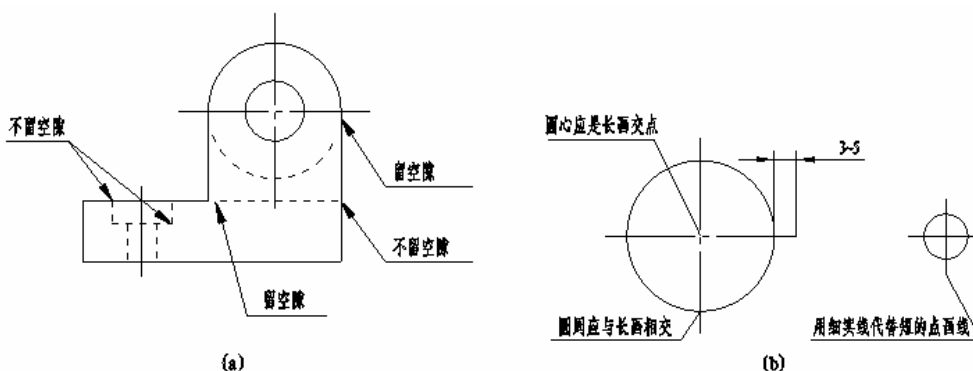 不留空隙
留空隙
不留空隙
留空隙
(a)
圆心应是长画交点
3~5
圆周应与长画相交
用细实线代替短的点画线
(b)